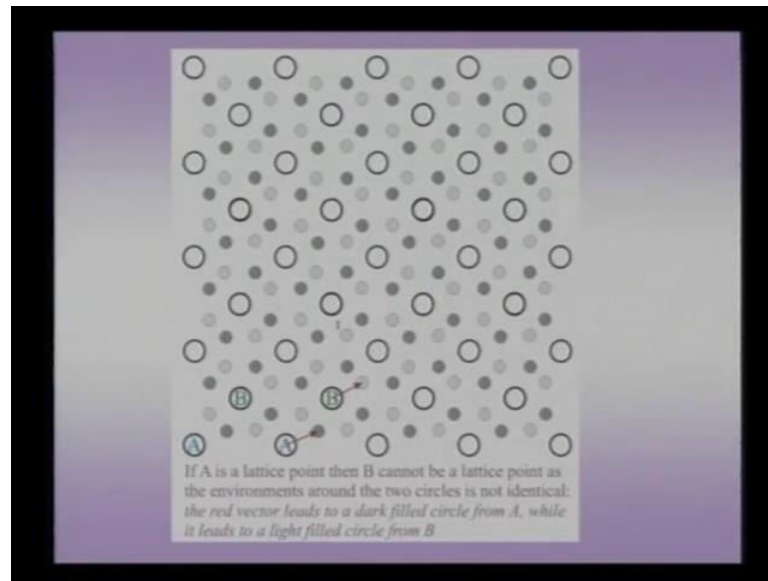 B B
A A
If A is a lattice point then B cannot be a lattice point as
the environments around the two circles is not identical:
the red vector leads to a dark filled circle from A, while
it leads to a light filled circle from B